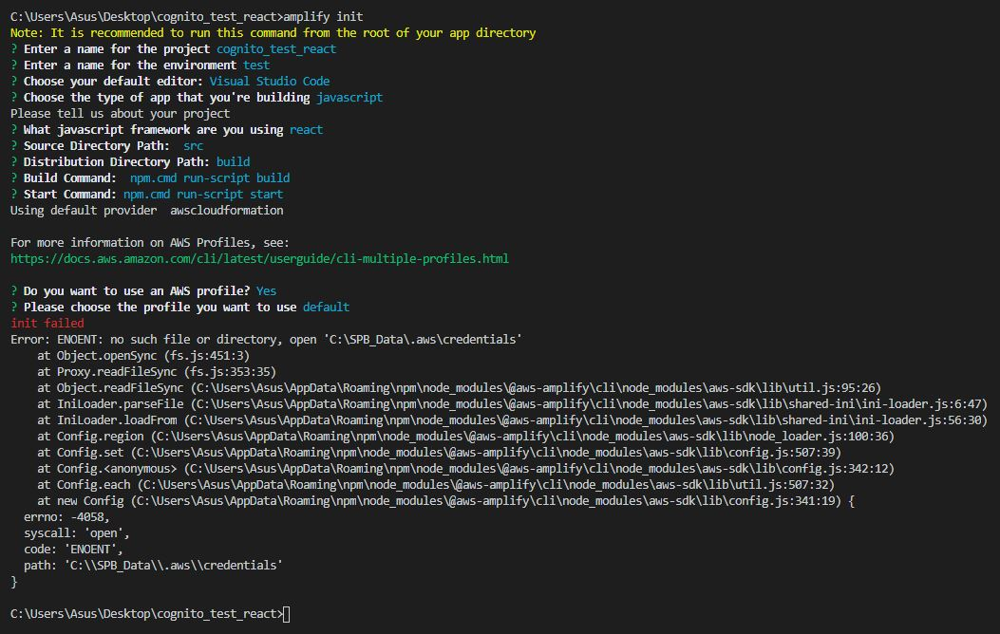 C:\Users\Asus\Desktop\cognito_test_react>amplify init
Note: It is recommended to run this command from the root of your app directory
? Enter a name for the project cognito_test_react
? Enter a name for the environment test
? Choose your default editor: Visual Studio Code
? Choose the type of app that you're building javascript
Please tell us about your project
? What javascript framework are you using react
? Source Directory Path:  src
? Distribution Directory Path: build
? Build Command:  npm.cmd run-script build
? Start Command: npm.cmd run-script start
Using default provider  awscloudformation

For more information on AWS Profiles, see:
https://docs.aws.amazon.com/cli/latest/userguide/cli-multiple-profiles.html

? Do you want to use an AWS profile? Yes
? Please choose the profile you want to use default
init failed
Error: ENOENT: no such file or directory, open 'C:\SPB_Data\.aws\credentials'
    at Object.openSync (fs.js:451:3)
    at Proxy.readFileSync (fs.js:353:35)
    at Object.readFileSync (C:\Users\Asus\AppData\Roaming\npm\node_modules\@aws-amplify\cli\node_modules\aws-sdk\lib\util.js:95:26)
    at IniLoader.parseFile (C:\Users\Asus\AppData\Roaming\npm\node_modules\@aws-amplify\cli\node_modules\aws-sdk\lib\shared-ini\ini-loader.js:6:47)
    at IniLoader.loadFrom (C:\Users\Asus\AppData\Roaming\npm\node_modules\@aws-amplify\cli\node_modules\aws-sdk\lib\shared-ini\ini-loader.js:56:30)
    at Config.region (C:\Users\Asus\AppData\Roaming\npm\node_modules\@aws-amplify\cli\node_modules\aws-sdk\lib\node_loader.js:100:36)
    at Config.set (C:\Users\Asus\AppData\Roaming\npm\node_modules\@aws-amplify\cli\node_modules\aws-sdk\lib\config.js:507:39)
    at Config.<anonymous> (C:\Users\Asus\AppData\Roaming\npm\node_modules\@aws-amplify\cli\node_modules\aws-sdk\lib\config.js:342:12)
    at Config.each (C:\Users\Asus\AppData\Roaming\npm\node_modules\@aws-amplify\cli\node_modules\aws-sdk\lib\util.js:507:32)
    at new Config (C:\Users\Asus\AppData\Roaming\npm\node_modules\@aws-amplify\cli\node_modules\aws-sdk\lib\config.js:341:19) {
  errno: -4058,
  syscall: 'open',
  code: 'ENOENT',
  path: 'C:\\SPB_Data\\.aws\\credentials'
}

C:\Users\Asus\Desktop\cognito_test_react>